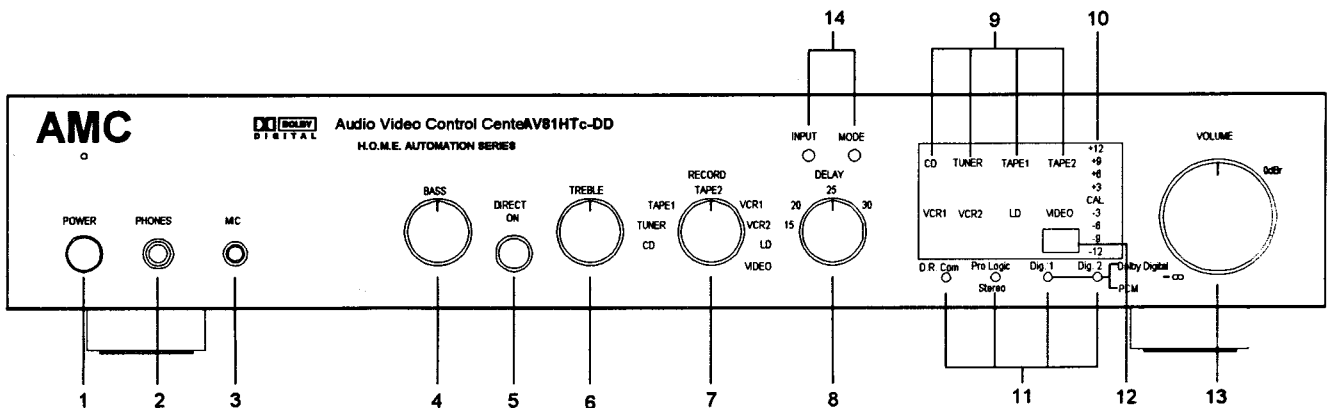 14 9 10
AMC
DOLBY DIGITAL
Audio Video Control CenterAV81HTc-DD
H.O.M.E. AUTOMATION SERIES
INPUT MODE
VOLUME
0dBr
- ∞
POWER PHONES MIC
BASS
DIRECT
ON
TREBLE
RECORD
TAPE2
TAPE1 VCR1
TUNER VCR2
CD LD
VIDEO
DELAY
25
20 30
15
CD TUNER TAPE1 TAPE2
VCR1 VCR2 LD VIDEO
+12
+9
+6
+3
CAL
-3
-6
-9
-12
D.R. Com Pro Logic Dig. 1 Dig. 2 Dolby Digital
Stereo PCM
1 2 3 4 5 6 7 8 11 12 13